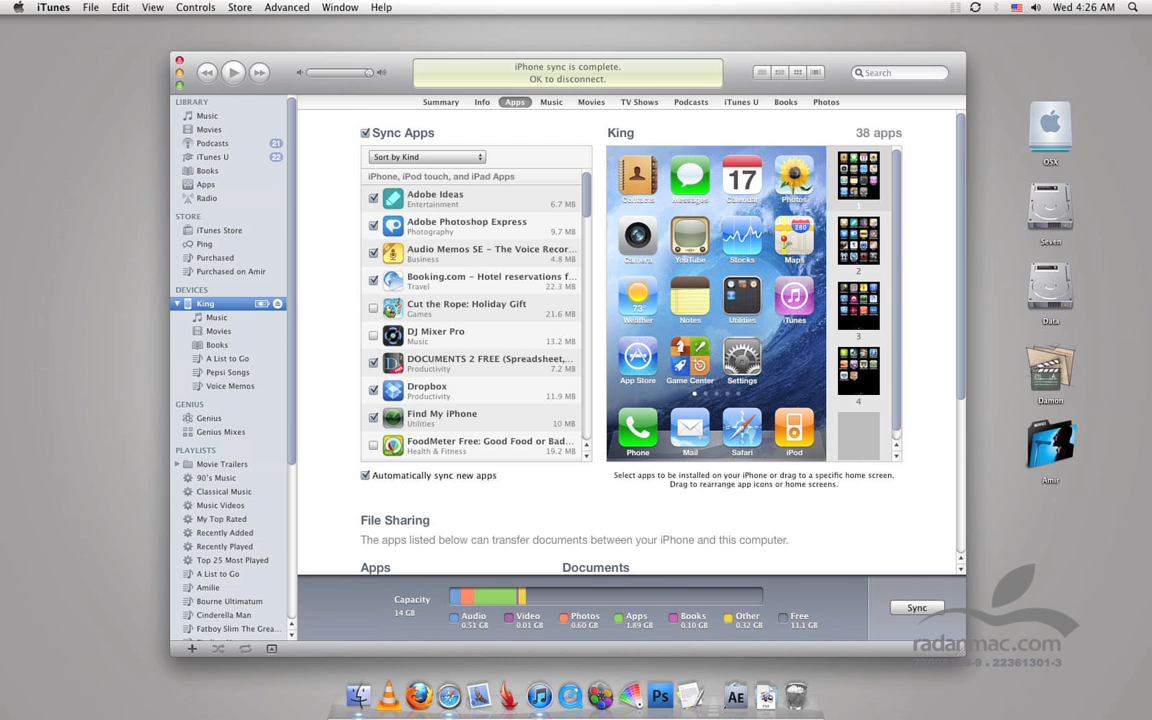 iTunes File Edit View Controls Store Advanced Window Help
Wed 4:26 AM
iPhone sync is complete.
OK to disconnect.
Search
LIBRARY
Music
Movies
Podcasts 21
iTunes U 22
Books
Apps
Radio
STORE
iTunes Store
Ping
Purchased
Purchased on Amir
DEVICES
King
Music
Movies
Books
A List to Go
Pepsi Songs
Voice Memos
GENIUS
Genius
Genius Mixes
PLAYLISTS
Movie Trailers
90's Music
Classical Music
Music Videos
My Top Rated
Recently Added
Recently Played
Top 25 Most Played
A List to Go
Amilie
Bourne Ultimatum
Cinderella Man
Fatboy Slim The Grea...
Summary Info Apps Music Movies TV Shows Podcasts iTunes U Books Photos
Sync Apps
Sort by Kind
iPhone, iPod touch, and iPad Apps
Adobe Ideas
Entertainment 6.7 MB
Adobe Photoshop Express
Photography 9.7 MB
Audio Memos SE – The Voice Recor...
Business 4.8 MB
Booking.com – Hotel reservations f...
Travel 22.3 MB
Cut the Rope: Holiday Gift
Games 21.6 MB
DJ Mixer Pro
Music 13.2 MB
DOCUMENTS 2 FREE (Spreadsheet,...
Productivity 7.2 MB
Dropbox
Productivity 11.9 MB
Find My iPhone
Utilities 10 MB
FoodMeter Free: Good Food or Bad...
Health & Fitness 19.2 MB
Automatically sync new apps
King 38 apps
17
280
Contacts Messages Calendar Photos
Camera YouTube Stocks Maps
73°
Weather Notes Utilities iTunes
App Store Game Center Settings
Phone Mail Safari iPod
1
2
3
4
Select apps to be installed on your iPhone or drag to a specific home screen.
Drag to rearrange app icons or home screens.
File Sharing
The apps listed below can transfer documents between your iPhone and this computer.
Apps Documents
Capacity
14 GB
Audio Video Photos Apps Books Other Free
0.51 GB 0.01 GB 0.60 GB 1.89 GB 0.10 GB 0.32 GB 11.1 GB
Sync
OSX
Seven
Data
Damon
Amir
radanmac.com
22361301-3
Ps
AE